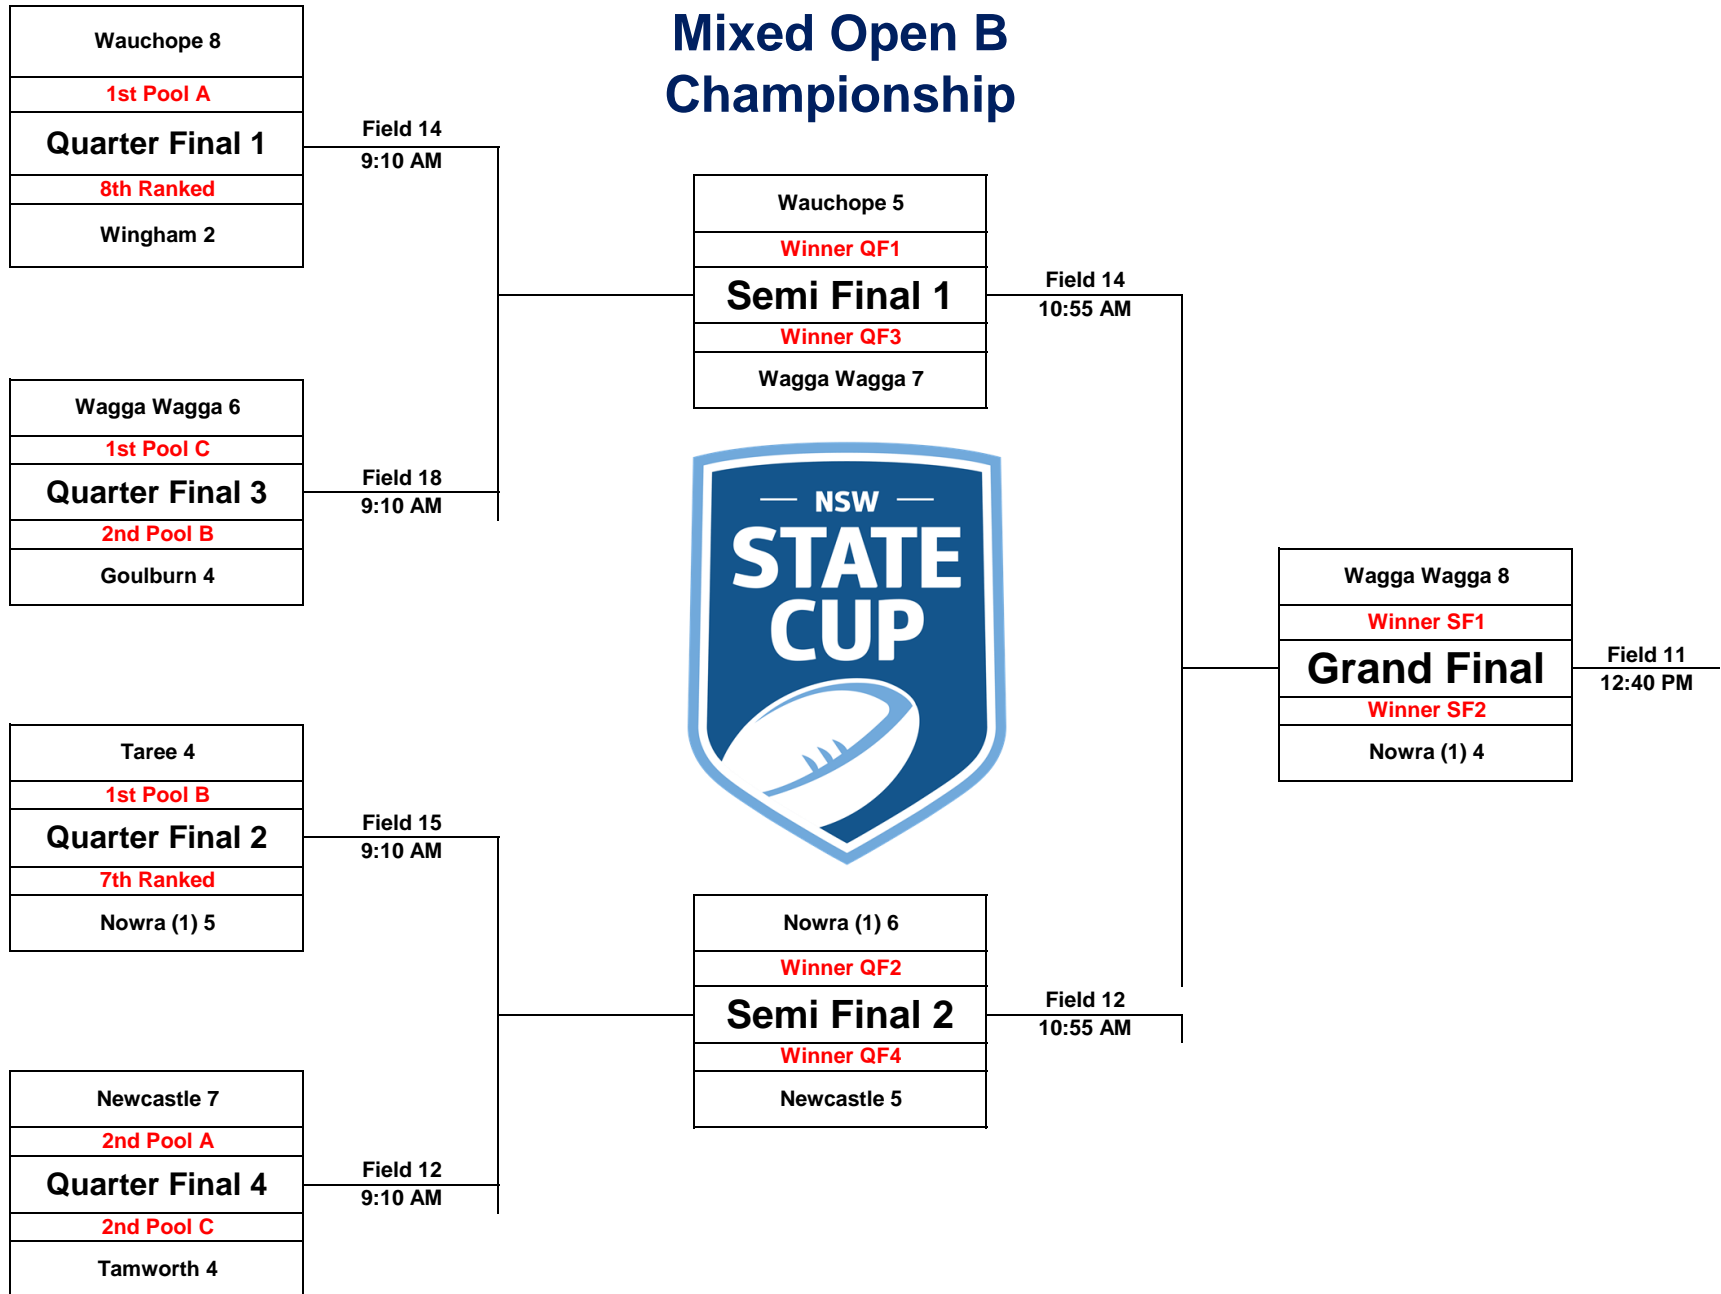 Mixed Open B
Championship
Wauchope 8
1st Pool A
Quarter Final 1
8th Ranked
Wingham 2
Field 14
9:10 AM
Wagga Wagga 6
1st Pool C
Quarter Final 3
2nd Pool B
Goulburn 4
Field 18
9:10 AM
Taree 4
1st Pool B
Quarter Final 2
7th Ranked
Nowra (1) 5
Field 15
9:10 AM
Newcastle 7
2nd Pool A
Quarter Final 4
2nd Pool C
Tamworth 4
Field 12
9:10 AM
Wauchope 5
Winner QF1
Semi Final 1
Winner QF3
Wagga Wagga 7
Field 14
10:55 AM
NSW
STATE
CUP
Nowra (1) 6
Winner QF2
Semi Final 2
Winner QF4
Newcastle 5
Field 12
10:55 AM
Wagga Wagga 8
Winner SF1
Grand Final
Winner SF2
Nowra (1) 4
Field 11
12:40 PM